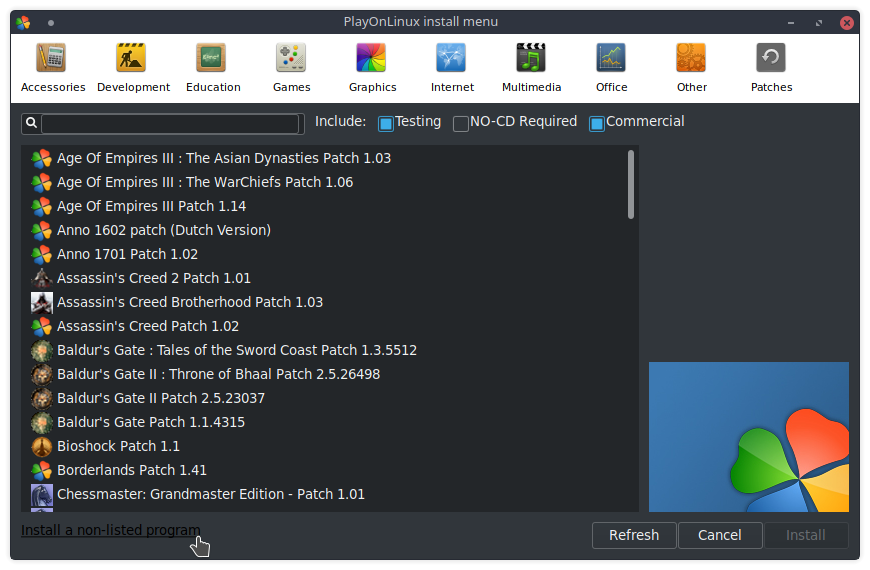 PlayOnLinux install menu
Accessories Development Education Games Graphics Internet Multimedia Office Other Patches
Include: Testing NO-CD Required Commercial
Age Of Empires III : The Asian Dynasties Patch 1.03
Age Of Empires III : The WarChiefs Patch 1.06
Age Of Empires III Patch 1.14
Anno 1602 patch (Dutch Version)
Anno 1701 Patch 1.02
Assassin's Creed 2 Patch 1.01
Assassin's Creed Brotherhood Patch 1.03
Assassin's Creed Patch 1.02
Baldur's Gate : Tales of the Sword Coast Patch 1.3.5512
Baldur's Gate II : Throne of Bhaal Patch 2.5.26498
Baldur's Gate II Patch 2.5.23037
Baldur's Gate Patch 1.1.4315
Bioshock Patch 1.1
Borderlands Patch 1.41
Chessmaster: Grandmaster Edition - Patch 1.01
Install a non-listed program
Refresh Cancel Install